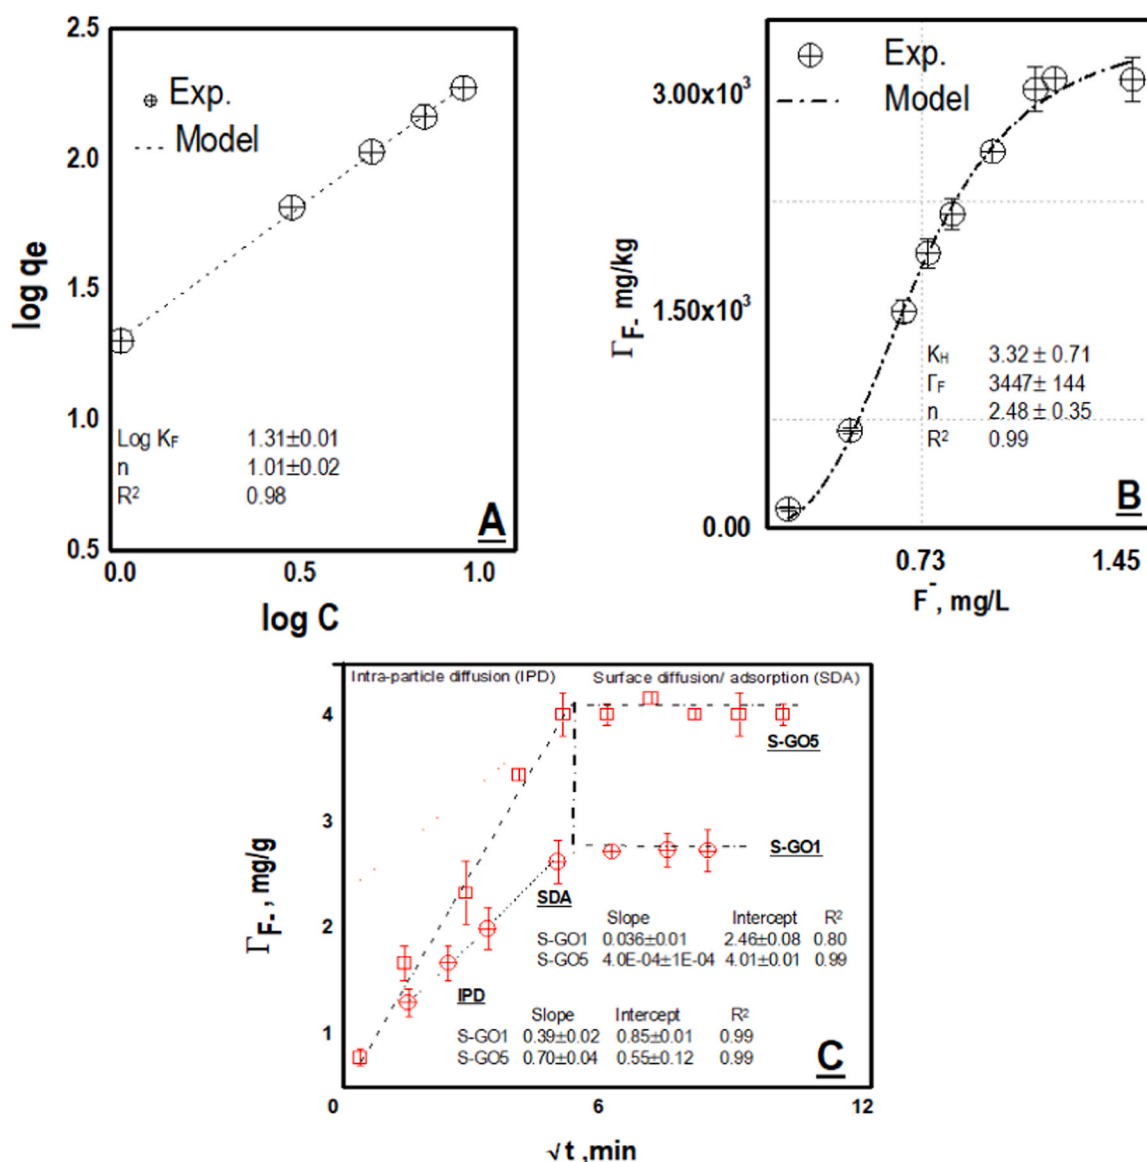 2.5
2.0
1.5
1.0
0.5
log qe
Exp.
Model
Log KF 1.31±0.01
n 1.01±0.02
R² 0.98
A
0.0 0.5 1.0
log C
3.00x10³
1.50x10³
0.00
ΓF- mg/kg
Exp.
Model
KH 3.32 ± 0.71
ΓF 3447± 144
n 2.48 ± 0.35
R² 0.99
B
0.73 1.45
F-, mg/L
Intra-particle diffusion (IPD) Surface diffusion/ adsorption (SDA)
4
3
2
1
ΓF-, mg/g
S-GO5
S-GO1
SDA
Slope Intercept R²
S-GO1 0.036±0.01 2.46±0.08 0.80
S-GO5 4.0E-04±1E-04 4.01±0.01 0.99
IPD
Slope Intercept R²
S-GO1 0.39±0.02 0.85±0.01 0.99
S-GO5 0.70±0.04 0.55±0.12 0.99
C
0 6 12
√t ,min